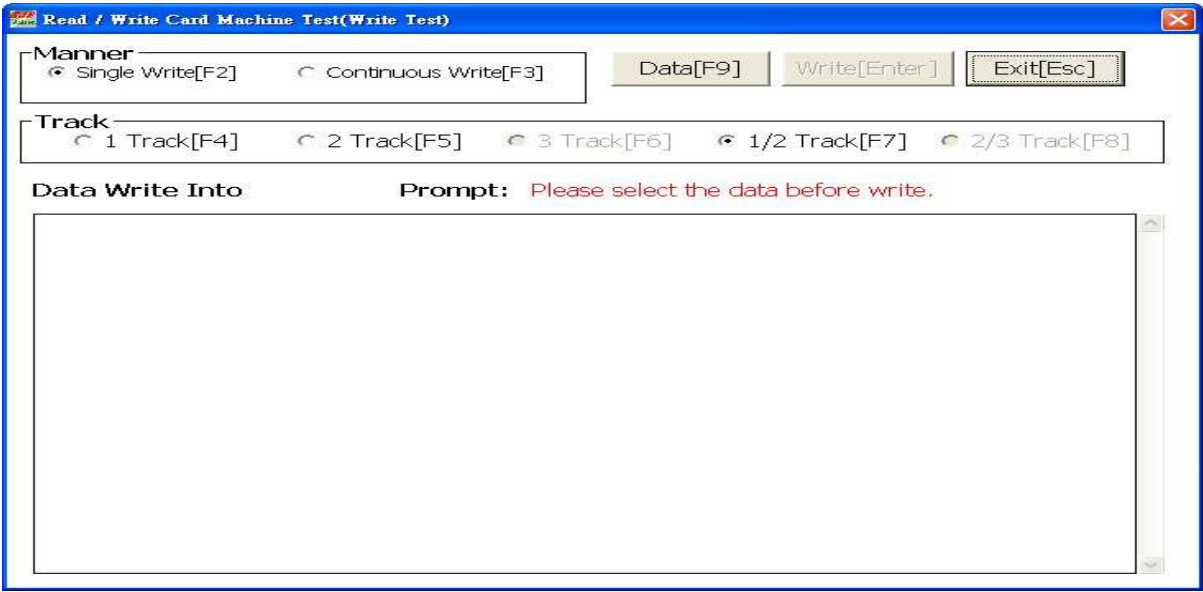 Read / Write Card Machine Test(Write Test)
Manner
Single Write[F2] Continuous Write[F3] Data[F9] Write[Enter] Exit[Esc]
Track
1 Track[F4] 2 Track[F5] 3 Track[F6] 1/2 Track[F7] 2/3 Track[F8]
Data Write Into Prompt: Please select the data before write.